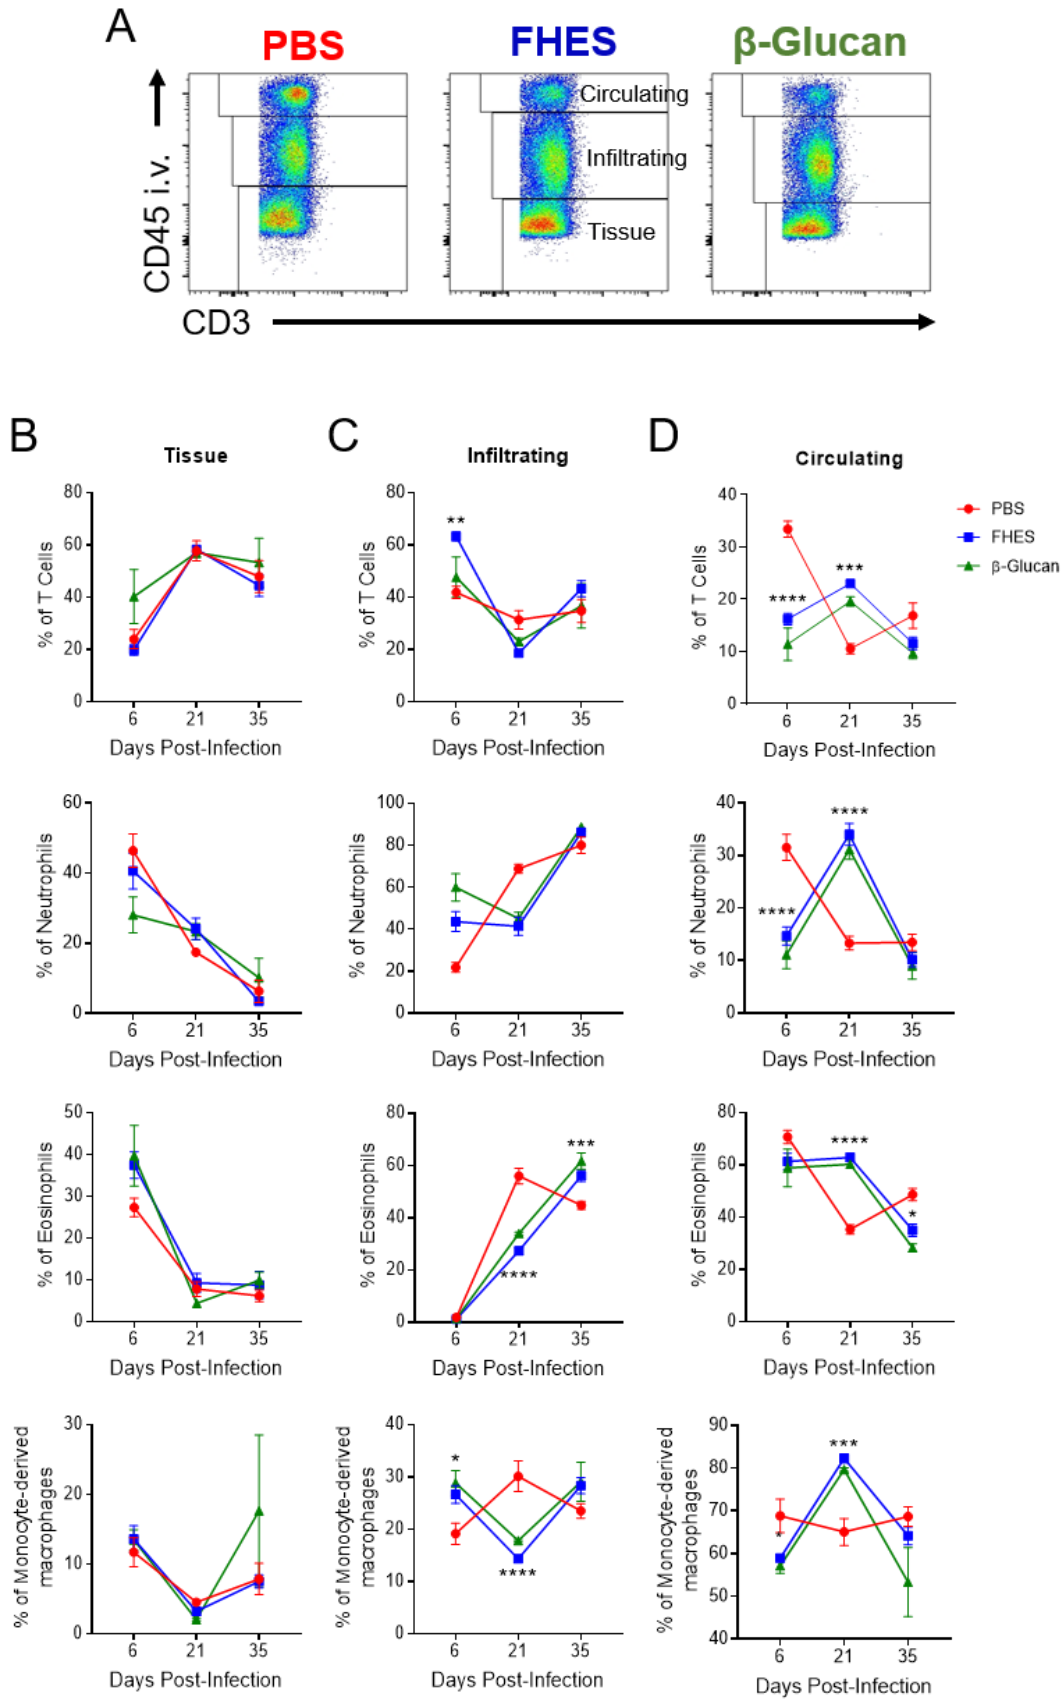 A
PBS
FHES
β-Glucan
CD45 i.v.
Circulating
Infiltrating
Tissue
CD3
B
Tissue
C
Infiltrating
D
Circulating
80
60
40
20
0
% of T Cells
6
21
35
Days Post-Infection
80
60
40
20
0
% of T Cells
**
6
21
35
Days Post-Infection
40
30
20
10
0
% of T Cells
****
***
6
21
35
Days Post-Infection
PBS
FHES
β-Glucan
60
40
20
0
% of Neutrophils
6
21
35
Days Post-Infection
100
80
60
40
20
0
% of Neutrophils
6
21
35
Days Post-Infection
40
30
20
10
0
% of Neutrophils
****
****
6
21
35
Days Post-Infection
50
40
30
20
10
0
% of Eosinophils
6
21
35
Days Post-Infection
80
60
40
20
0
% of Eosinophils
****
***
6
21
35
Days Post-Infection
80
60
40
20
0
% of Eosinophils
****
*
6
21
35
Days Post-Infection
30
20
10
0
% of Monocyte-derived
macrophages
6
21
35
Days Post-Infection
40
30
20
10
0
% of Monocyte-derived
macrophages
*
****
6
21
35
Days Post-Infection
90
80
70
60
50
40
% of Monocyte-derived
macrophages
*
***
6
21
35
Days Post-Infection